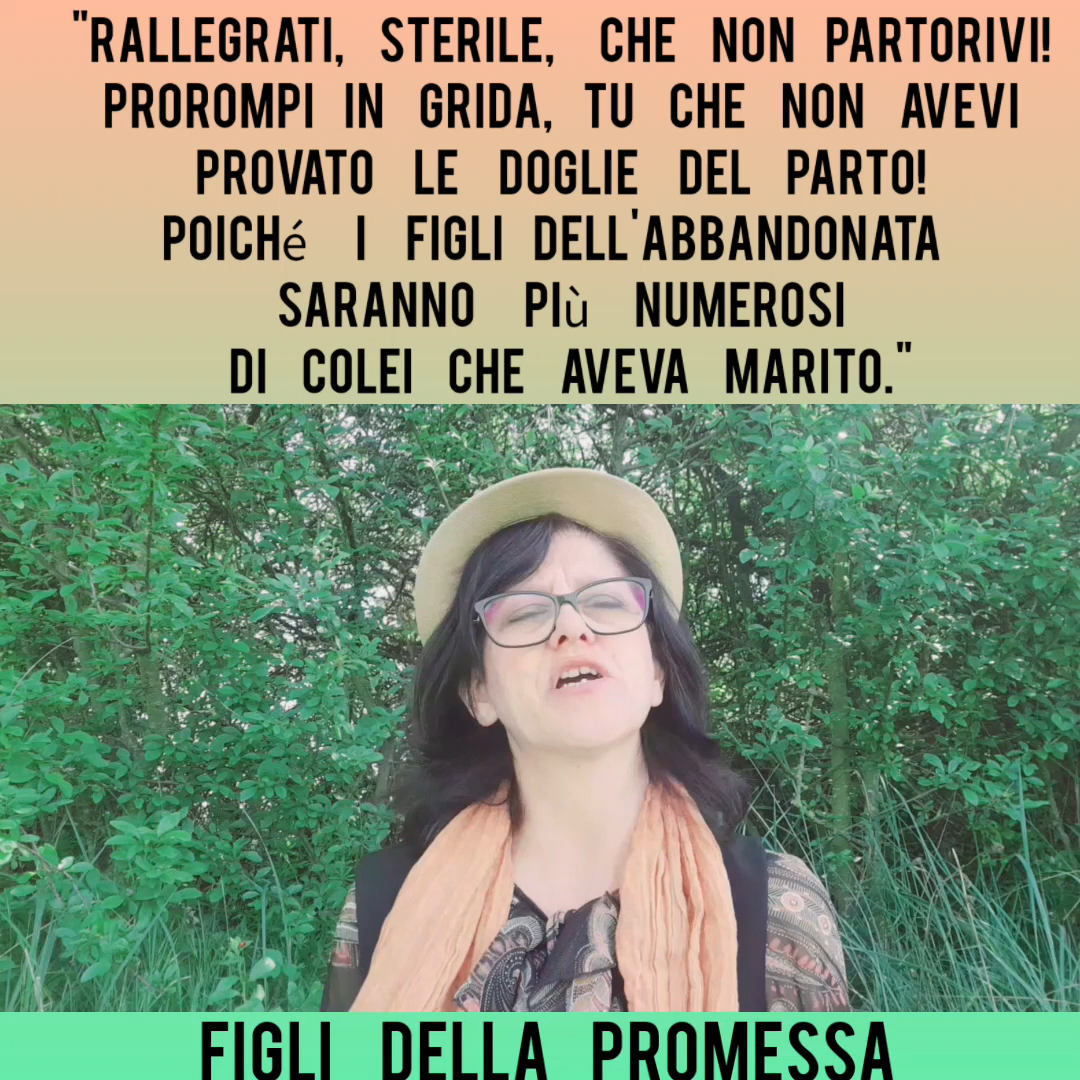 "RALLEGRATI, STERILE, CHE NON PARTORIVI!
PROROMPI IN GRIDA, TU CHE NON AVEVI
PROVATO LE DOGLIE DEL PARTO!
POICHé I FIGLI DELL'ABBANDONATA
SARANNO PIù NUMEROSI
DI COLEI CHE AVEVA MARITO."
FIGLI DELLA PROMESSA